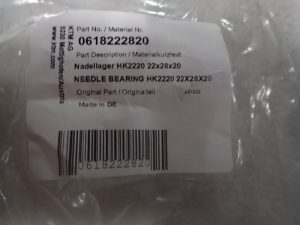 KTM AG
5230 Mattighofen/Austria
www.ktm.com
Part No. / Material Nr.
0618222820
Part Description / Materialkurztext
Nadellager HK2220 22x28x20
NEEDLE BEARING HK2220 22X28X20
Original Part / Originalteil
Made in DE
0618222820